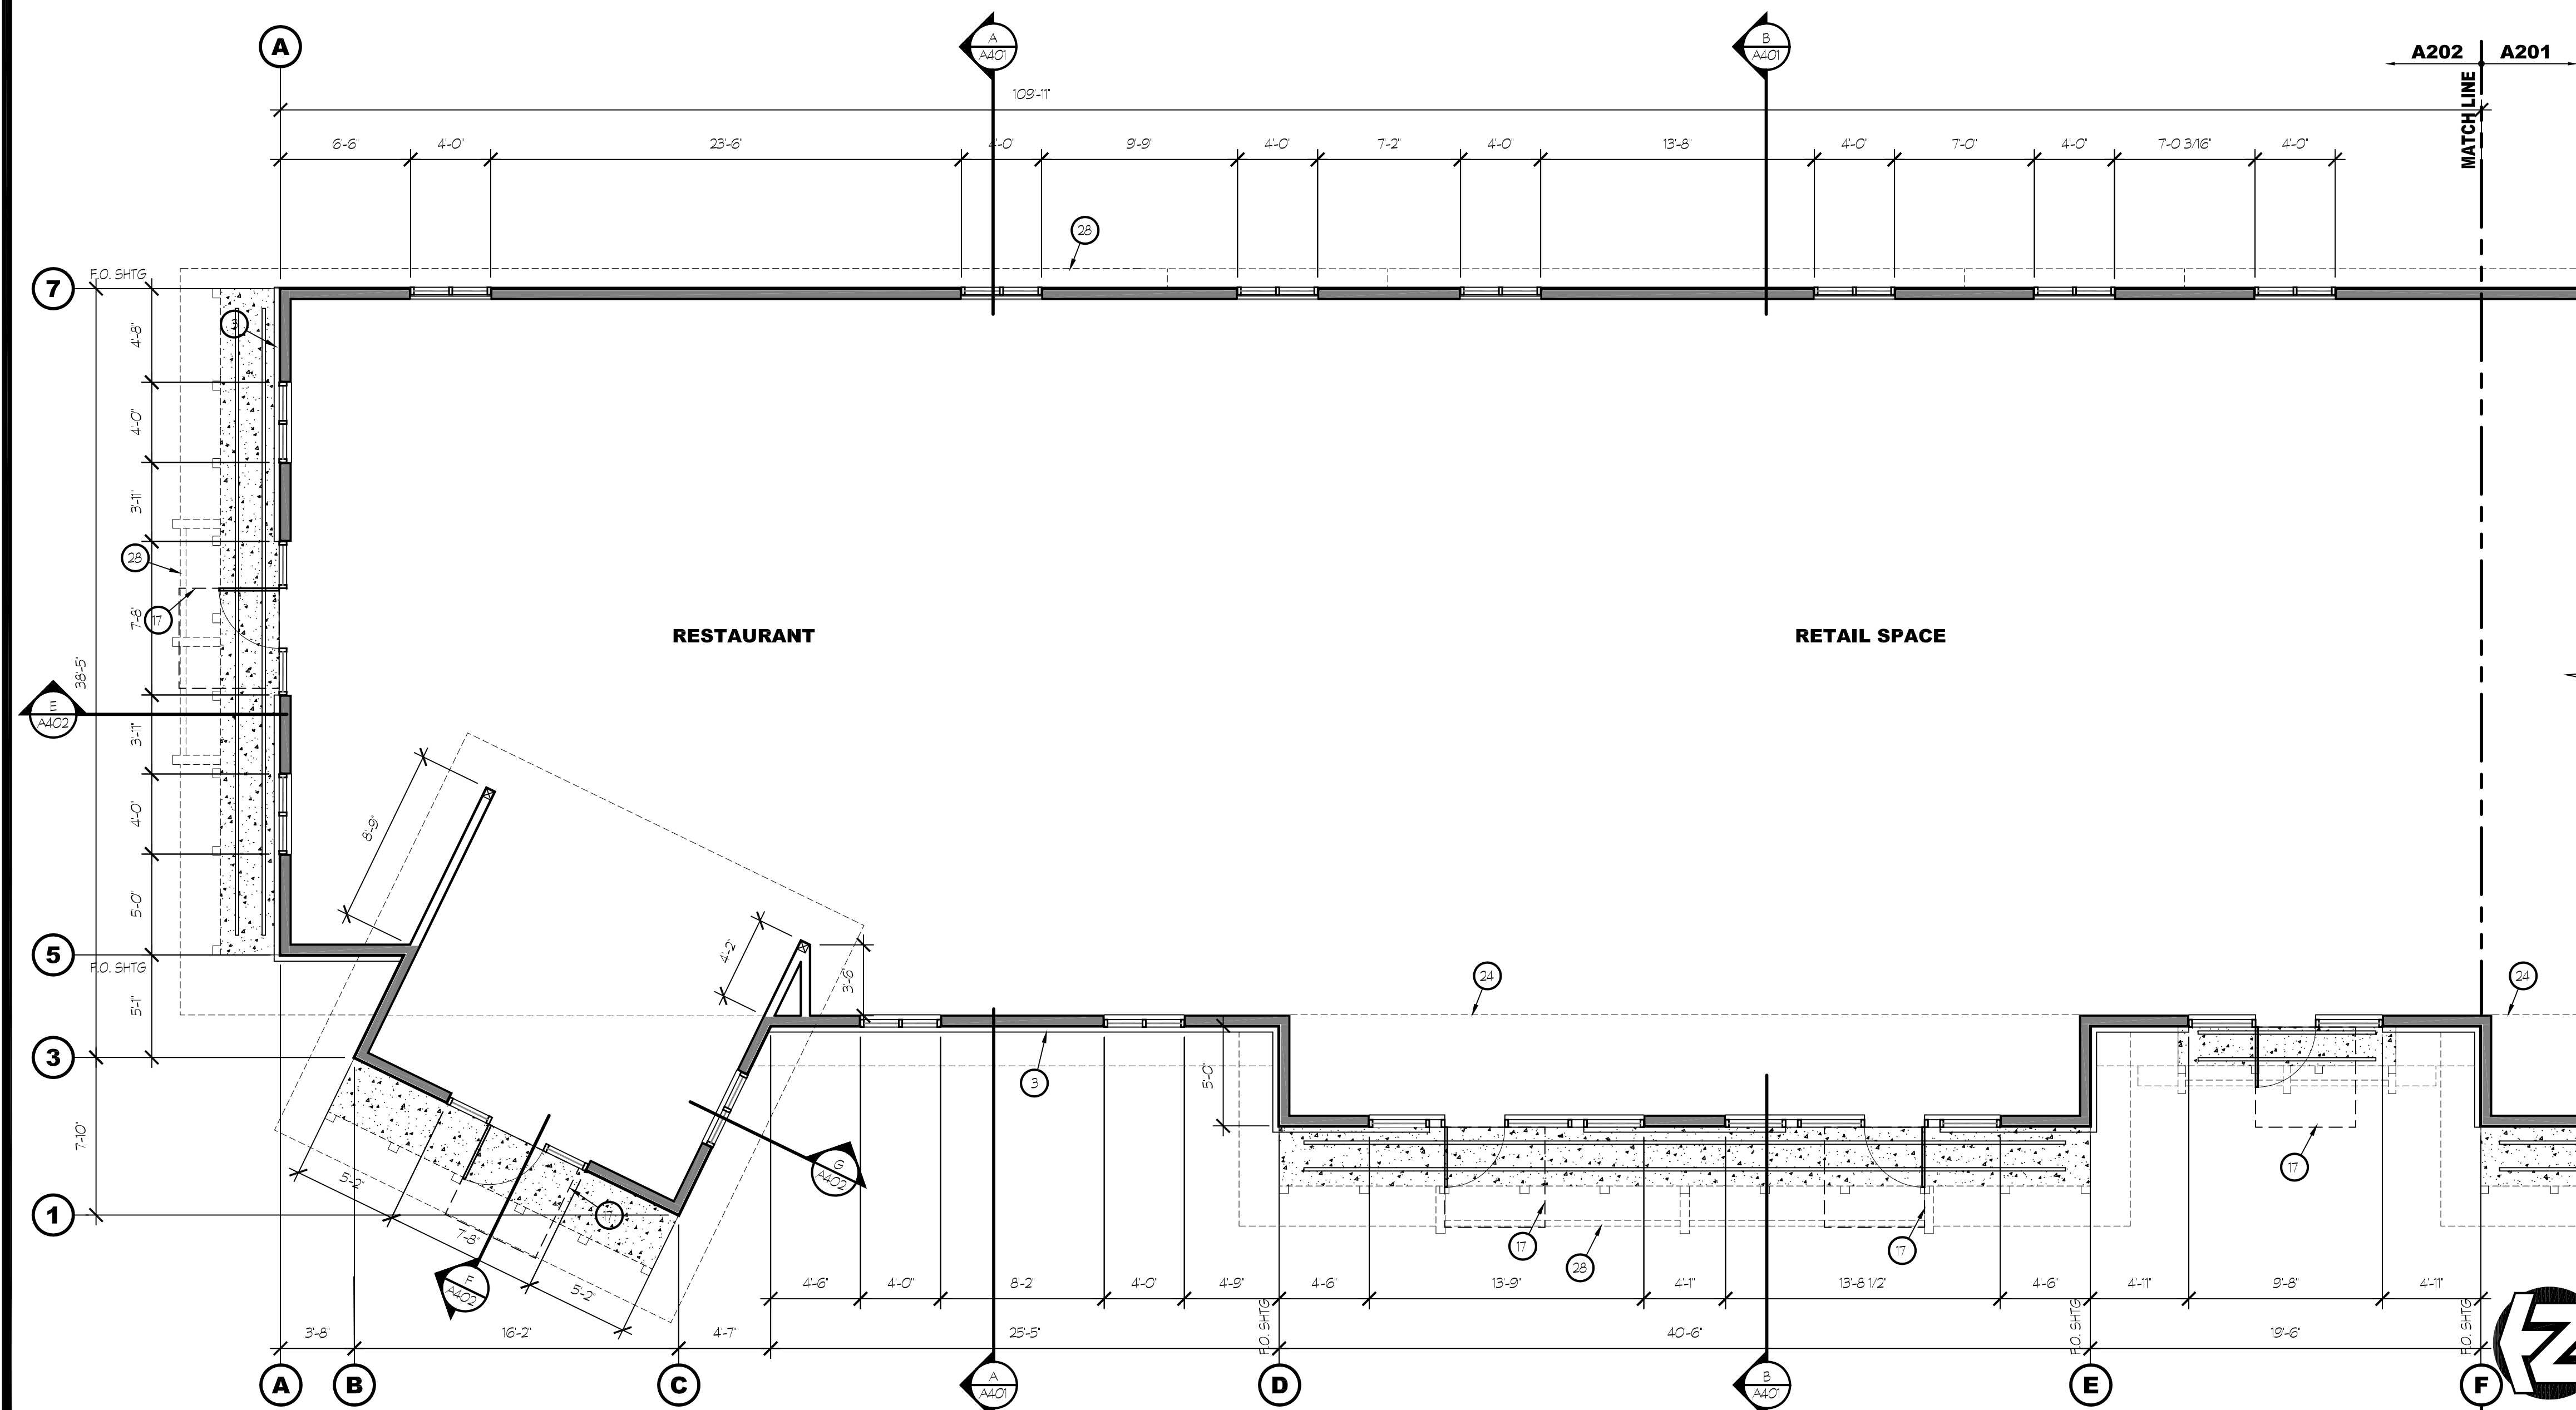 A
A
A401
B
A401
A202
A201
MATCH LINE
109'-11"
6'-6"
4'-0"
23'-6"
4'-0"
9'-9"
4'-0"
7'-2"
4'-0"
13'-8"
4'-0"
7'-0"
4'-0"
7'-0 3/16"
4'-0"
28
7
F.O. SHTG
3
4'-8"
4'-0"
3'-11"
28
17
7'-8"
RESTAURANT
RETAIL SPACE
38'-5"
E
A402
3'-11"
4'-0"
8'-9"
5'-0"
4'-2"
3'-6"
5
F.O. SHTG
24
24
5'-1"
3
3
5'-0"
7'-10"
G
A402
17
5'-2"
1
17
7'-8"
17
28
17
F
A402
5'-2"
4'-6"
4'-0"
8'-2"
4'-0"
4'-9"
4'-6"
13'-9"
4'-1"
13'-8 1/2"
4'-6"
4'-11"
9'-8"
4'-11"
F.O. SHTG
F.O. SHTG
F.O. SHTG
3'-8"
16'-2"
4'-7"
25'-5"
40'-6"
19'-6"
A
B
C
A
A401
D
B
A401
E
F
Z